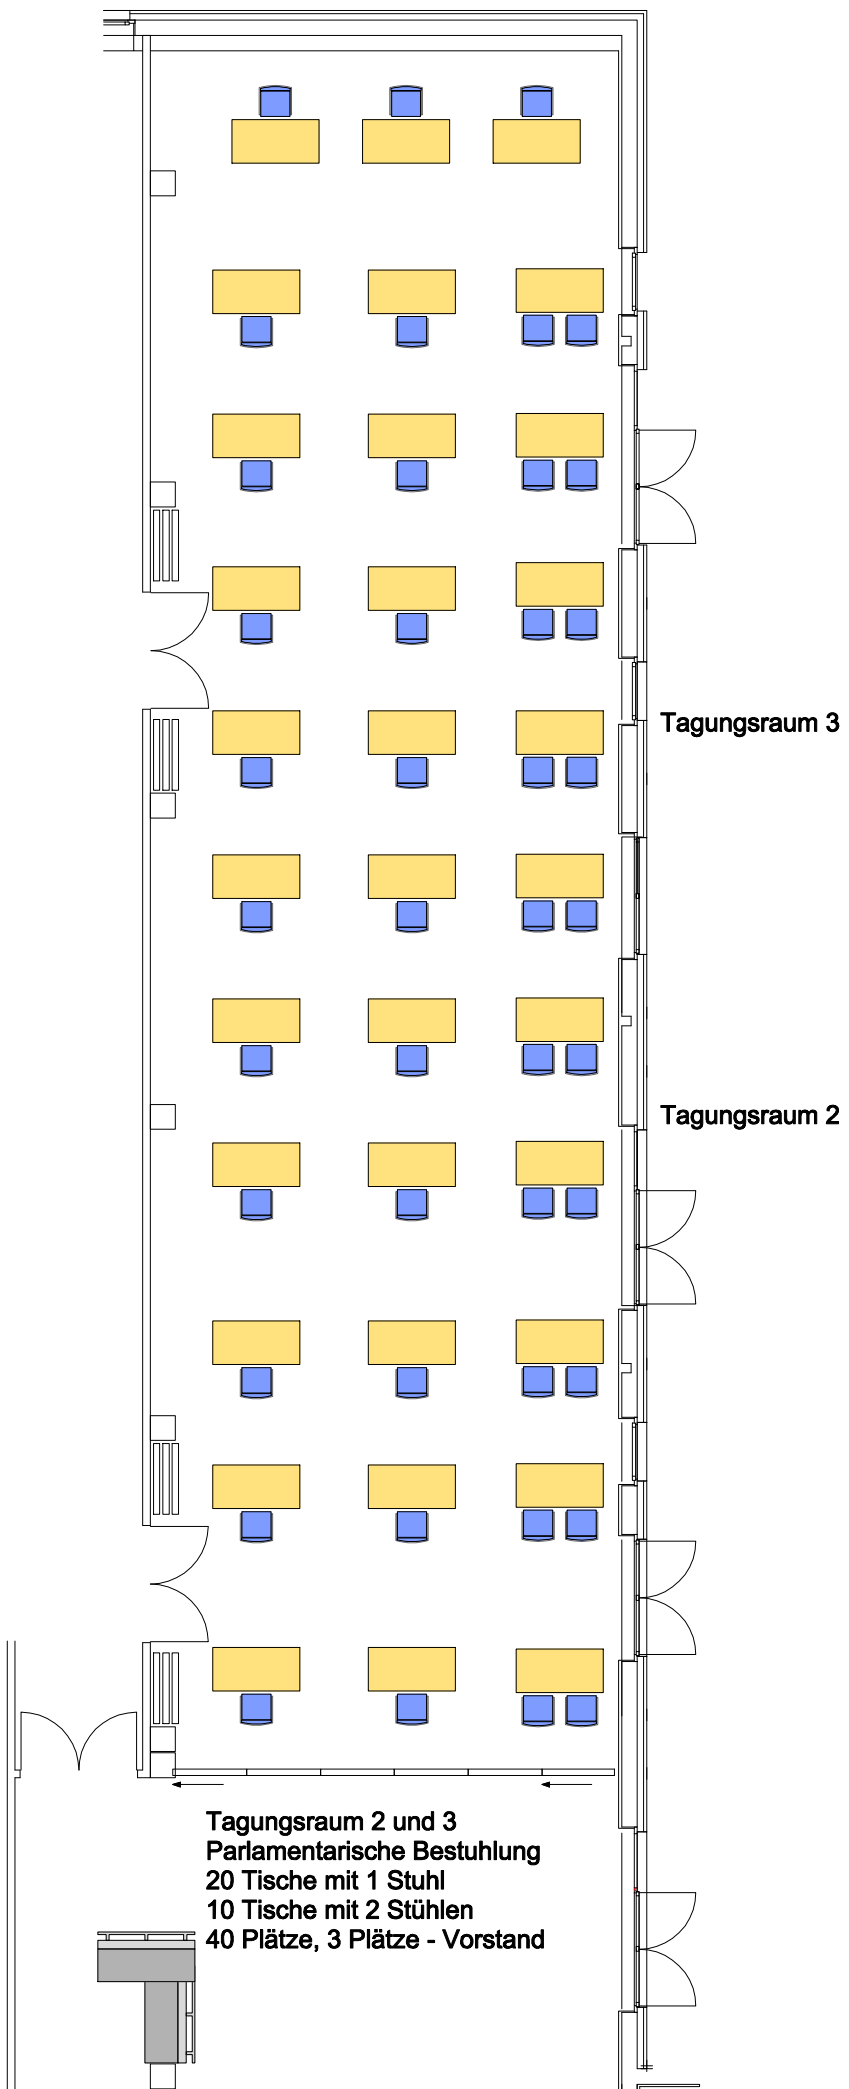 Tagungsraum 3
Tagungsraum 2
Tagungsraum 2 und 3
Parlamentarische Bestuhlung
20 Tische mit 1 Stuhl
10 Tische mit 2 Stühlen
40 Plätze, 3 Plätze - Vorstand